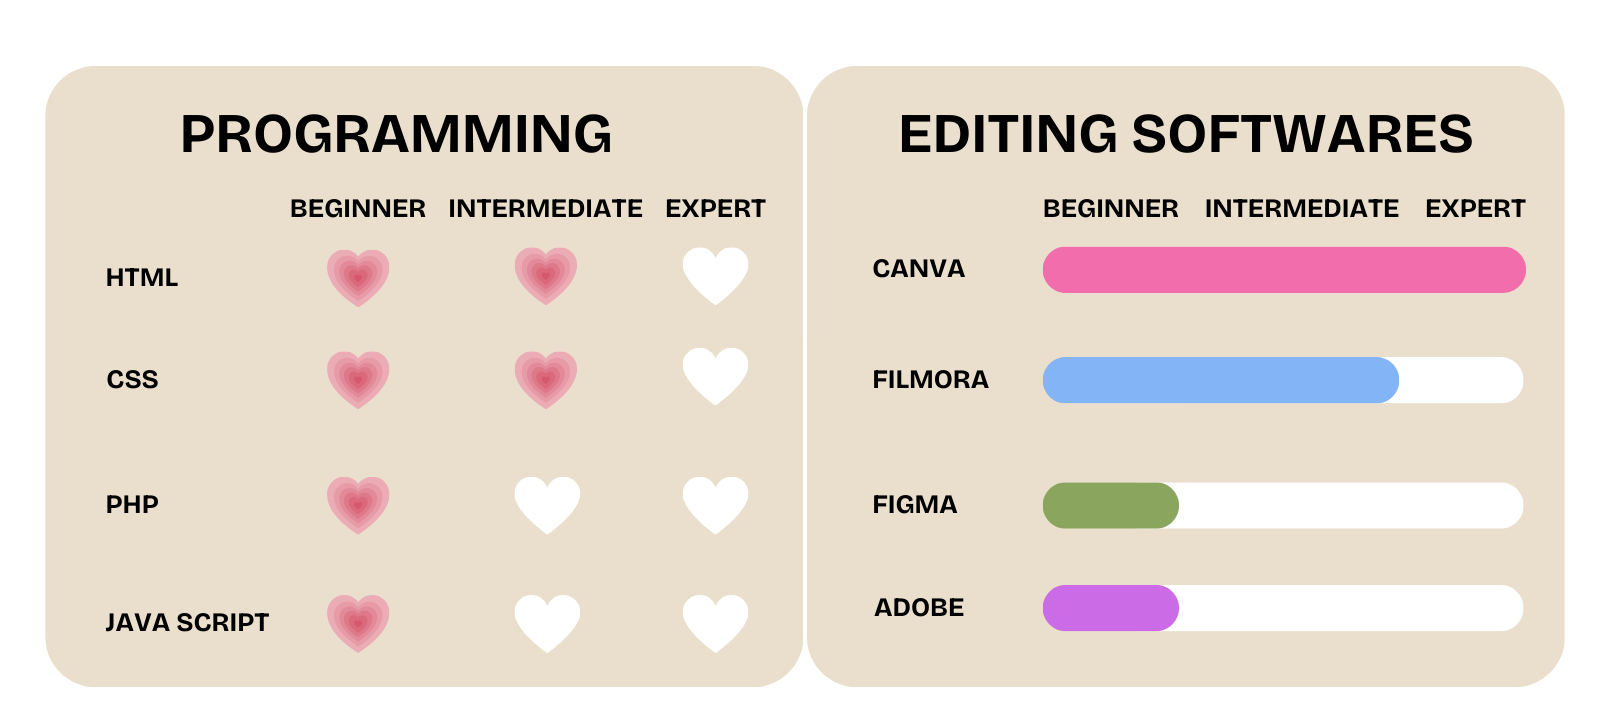 PROGRAMMING
BEGINNER INTERMEDIATE EXPERT
HTML
CSS
PHP
JAVA SCRIPT
EDITING SOFTWARES
BEGINNER INTERMEDIATE EXPERT
CANVA
FILMORA
FIGMA
ADOBE